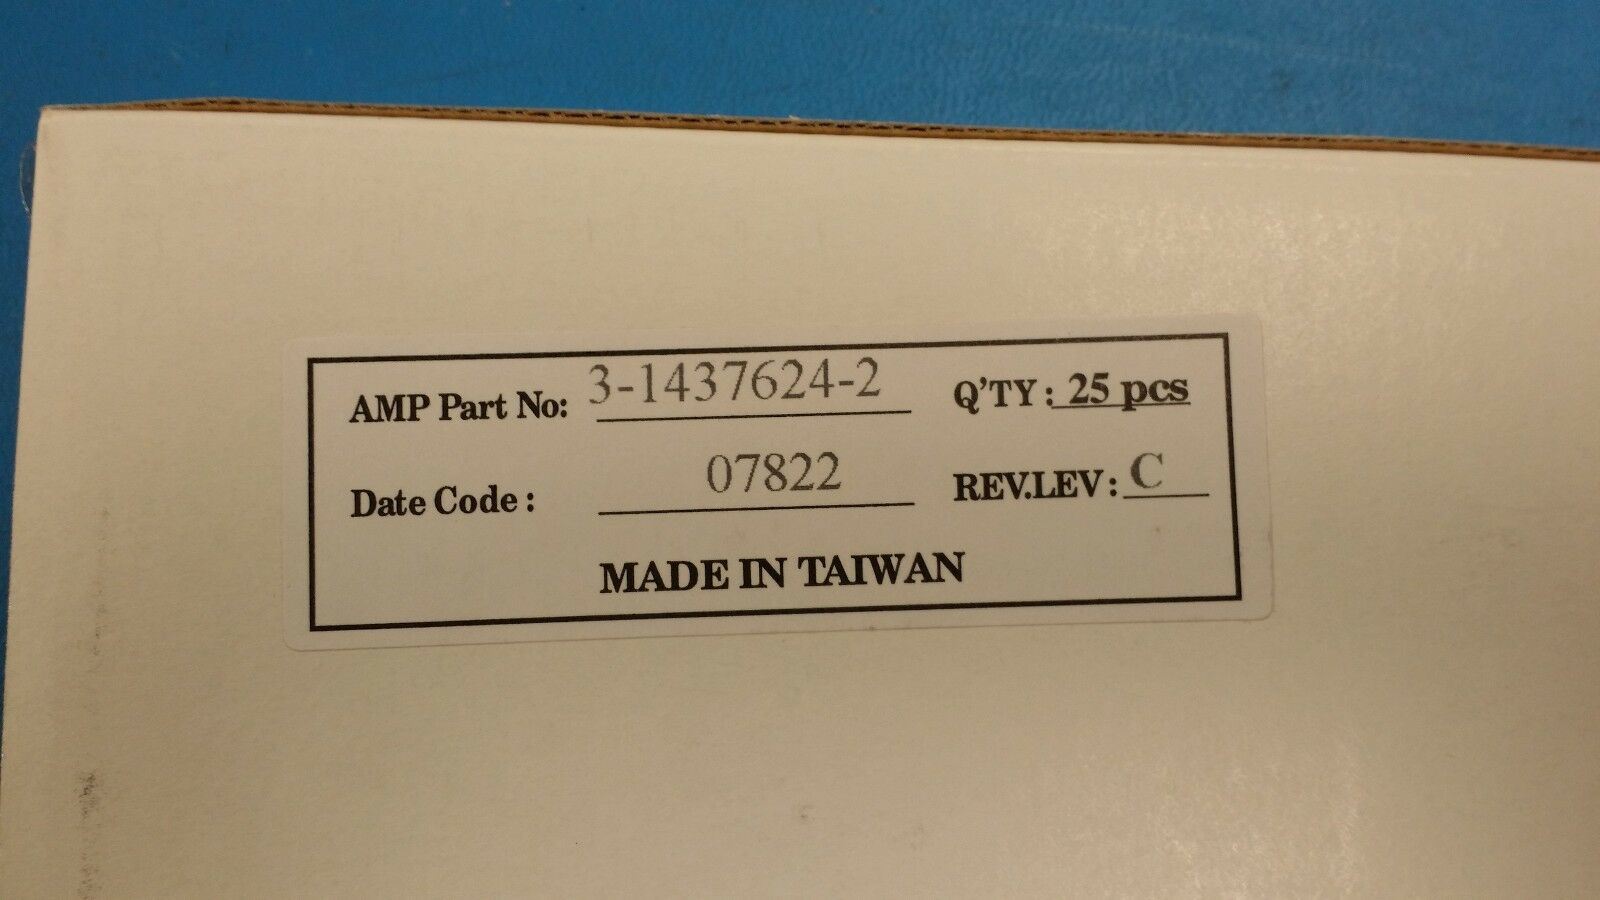 AMP Part No: 3-1437624-2 Q'TY : 25 pcs
Date Code : 07822 REV.LEV : C
MADE IN TAIWAN